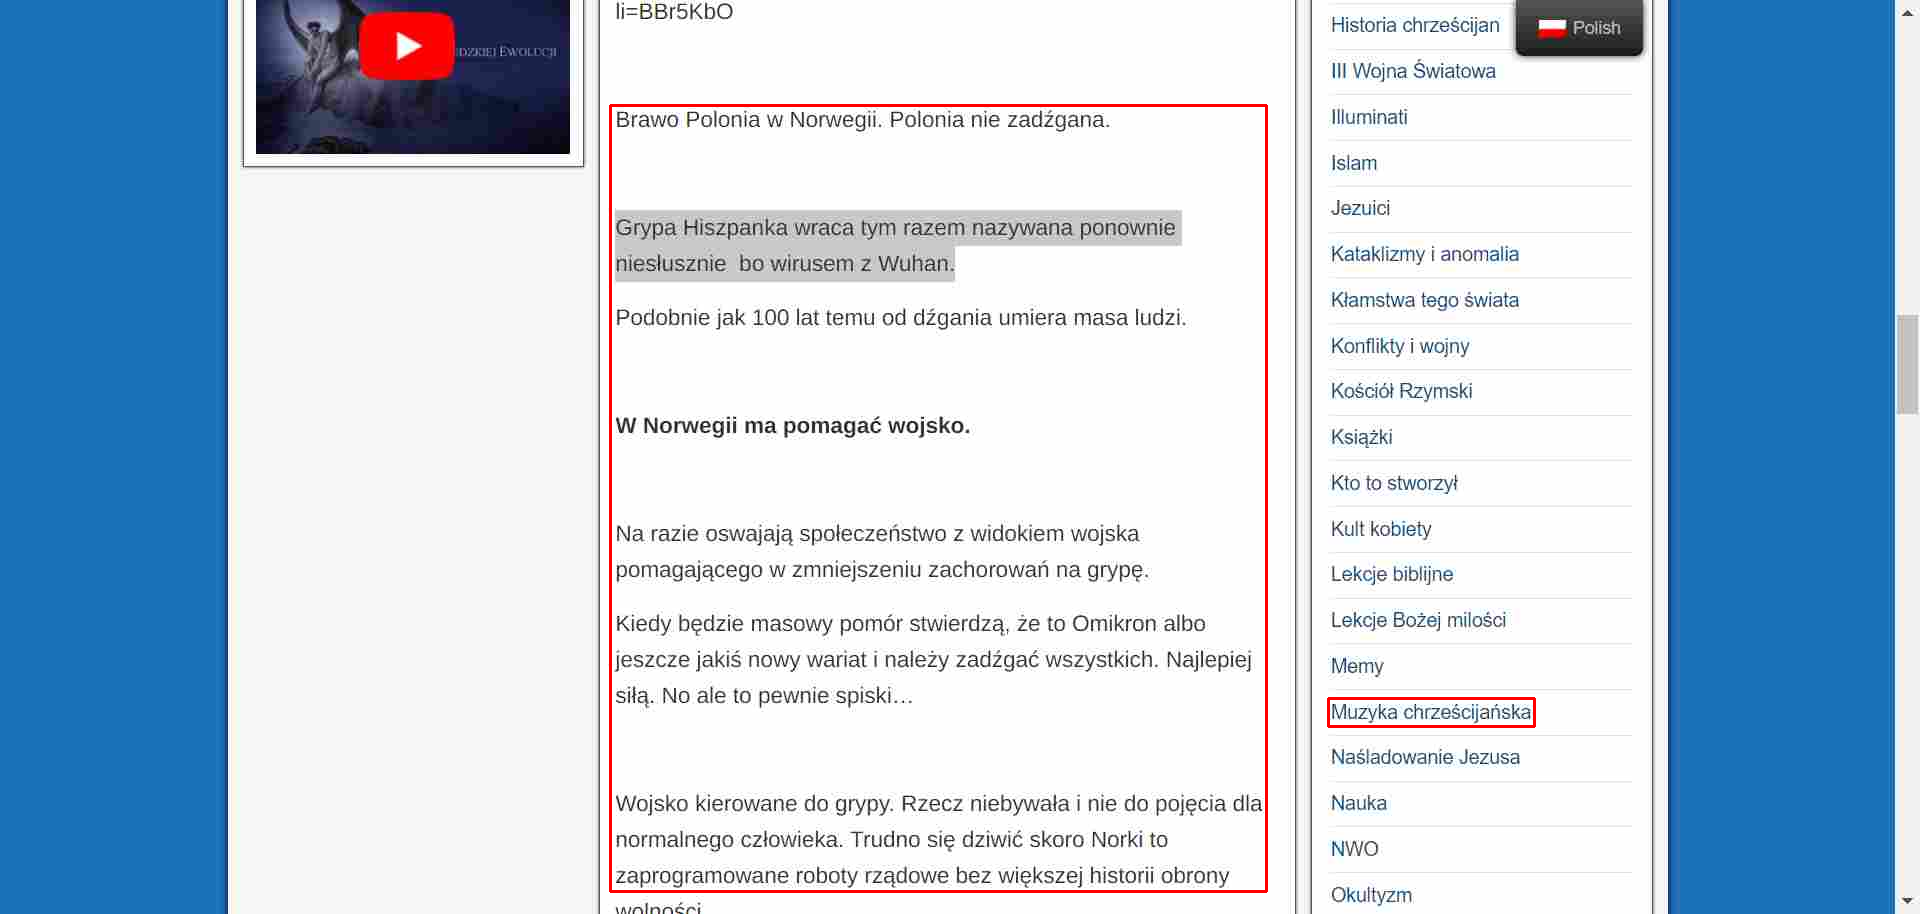 DZKIEJ EWOLUCJI
li=BBr5KbO
Brawo Polonia w Norwegii. Polonia nie zadźgana.
Grypa Hiszpanka wraca tym razem nazywana ponownie
niesłusznie  bo wirusem z Wuhan.
Podobnie jak 100 lat temu od dźgania umiera masa ludzi.
W Norwegii ma pomagać wojsko.
Na razie oswajają społeczeństwo z widokiem wojska
pomagającego w zmniejszeniu zachorowań na grypę.
Kiedy będzie masowy pomór stwierdzą, że to Omikron albo
jeszcze jakiś nowy wariat i należy zadźgać wszystkich. Najlepiej
siłą. No ale to pewnie spiski…
Wojsko kierowane do grypy. Rzecz niebywała i nie do pojęcia dla
normalnego człowieka. Trudno się dziwić skoro Norki to
zaprogramowane roboty rządowe bez większej historii obrony
wolności
Polish
Historia chrześcijan
III Wojna Światowa
Illuminati
Islam
Jezuici
Kataklizmy i anomalia
Kłamstwa tego świata
Konflikty i wojny
Kościół Rzymski
Książki
Kto to stworzył
Kult kobiety
Lekcje biblijne
Lekcje Bożej milości
Memy
Muzyka chrześcijańska
Naśladowanie Jezusa
Nauka
NWO
Okultyzm